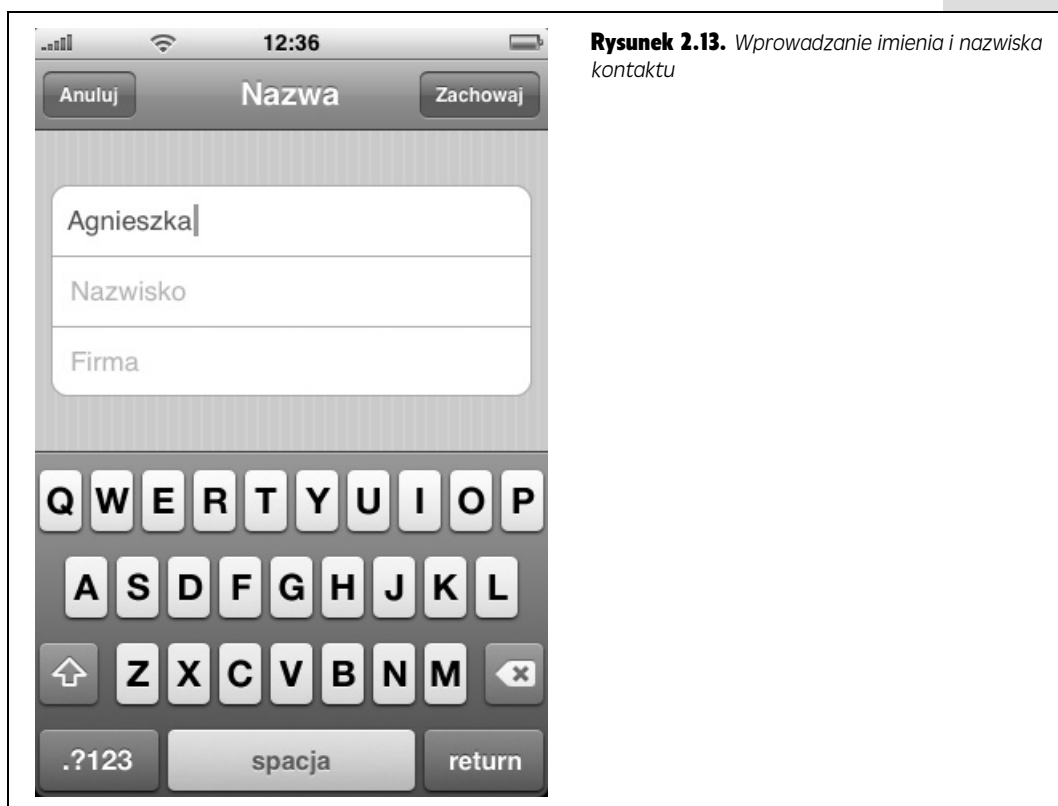 12:36
Anuluj Nazwa Zachowaj
Agnieszka
Nazwisko
Firma
Q W E R T Y U I O P
A S D F G H J K L
Z X C V B N M
.?123 spacja return
Rysunek 2.13. Wprowadzanie imienia i nazwiska
kontaktu